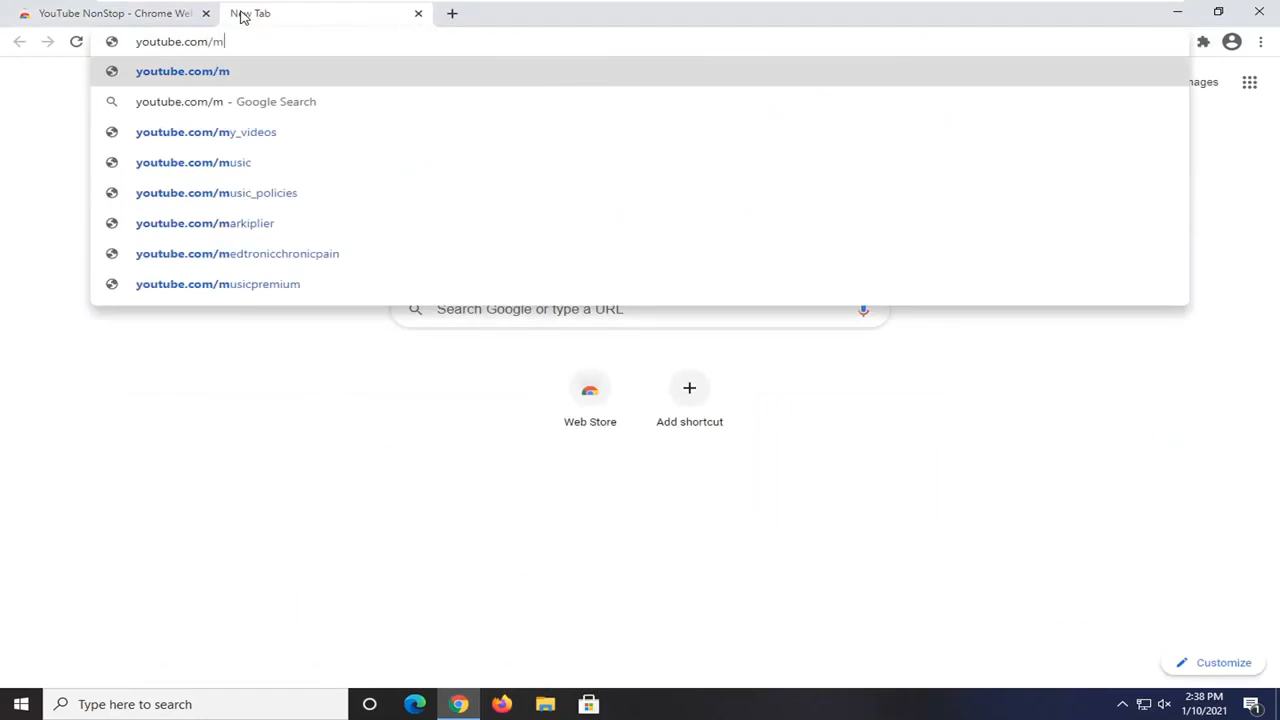 YouTube NonStop - Chrome Wel
New Tab
youtube.com/m
youtube.com/m
youtube.com/m - Google Search
youtube.com/my_videos
youtube.com/music
youtube.com/music_policies
youtube.com/markiplier
youtube.com/medtronicchronicpain
youtube.com/musicpremium
Search Google or type a URL
Web Store
Add shortcut
Customize
Type here to search
2:38 PM
1/10/2021
1